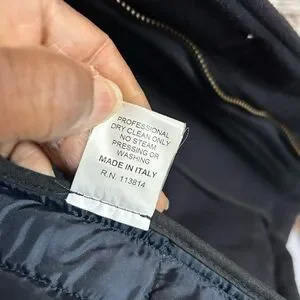 PROFESSIONAL
DRY CLEAN ONLY
NO STEAM
PRESSING OR
WASHING
MADE IN ITALY
R.N. 113814